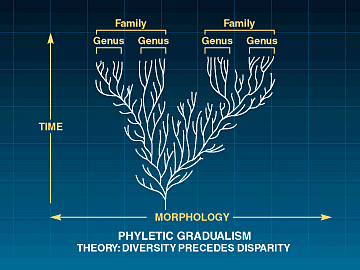 Family Family
Genus Genus Genus Genus
TIME
MORPHOLOGY
PHYLETIC GRADUALISM
THEORY: DIVERSITY PRECEDES DISPARITY